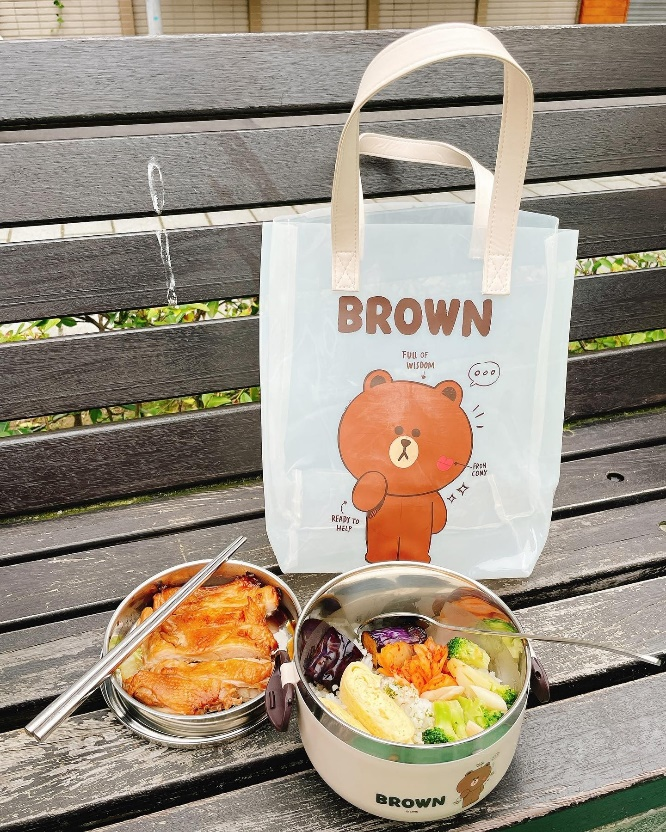 BROWN
FULL OF
WISDOM
FROM
CONY
READY TO
HELP
BROWN